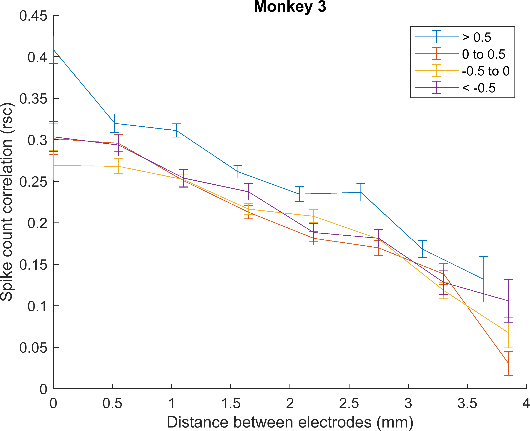 Monkey 3
0.45
0.4
0.35
0.3
0.25
0.2
0.15
0.1
0.05
0
Spike count correlation (rsc)
> 0.5
0 to 0.5
-0.5 to 0
< -0.5
0 0.5 1 1.5 2 2.5 3 3.5 4
Distance between electrodes (mm)